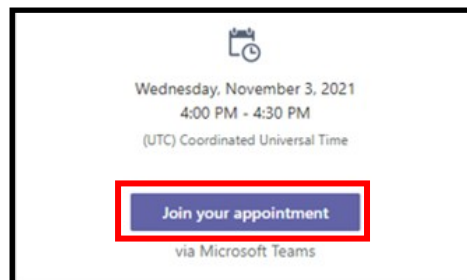 Wednesday, November 3, 2021
4:00 PM - 4:30 PM
(UTC) Coordinated Universal Time
Join your appointment
via Microsoft Teams